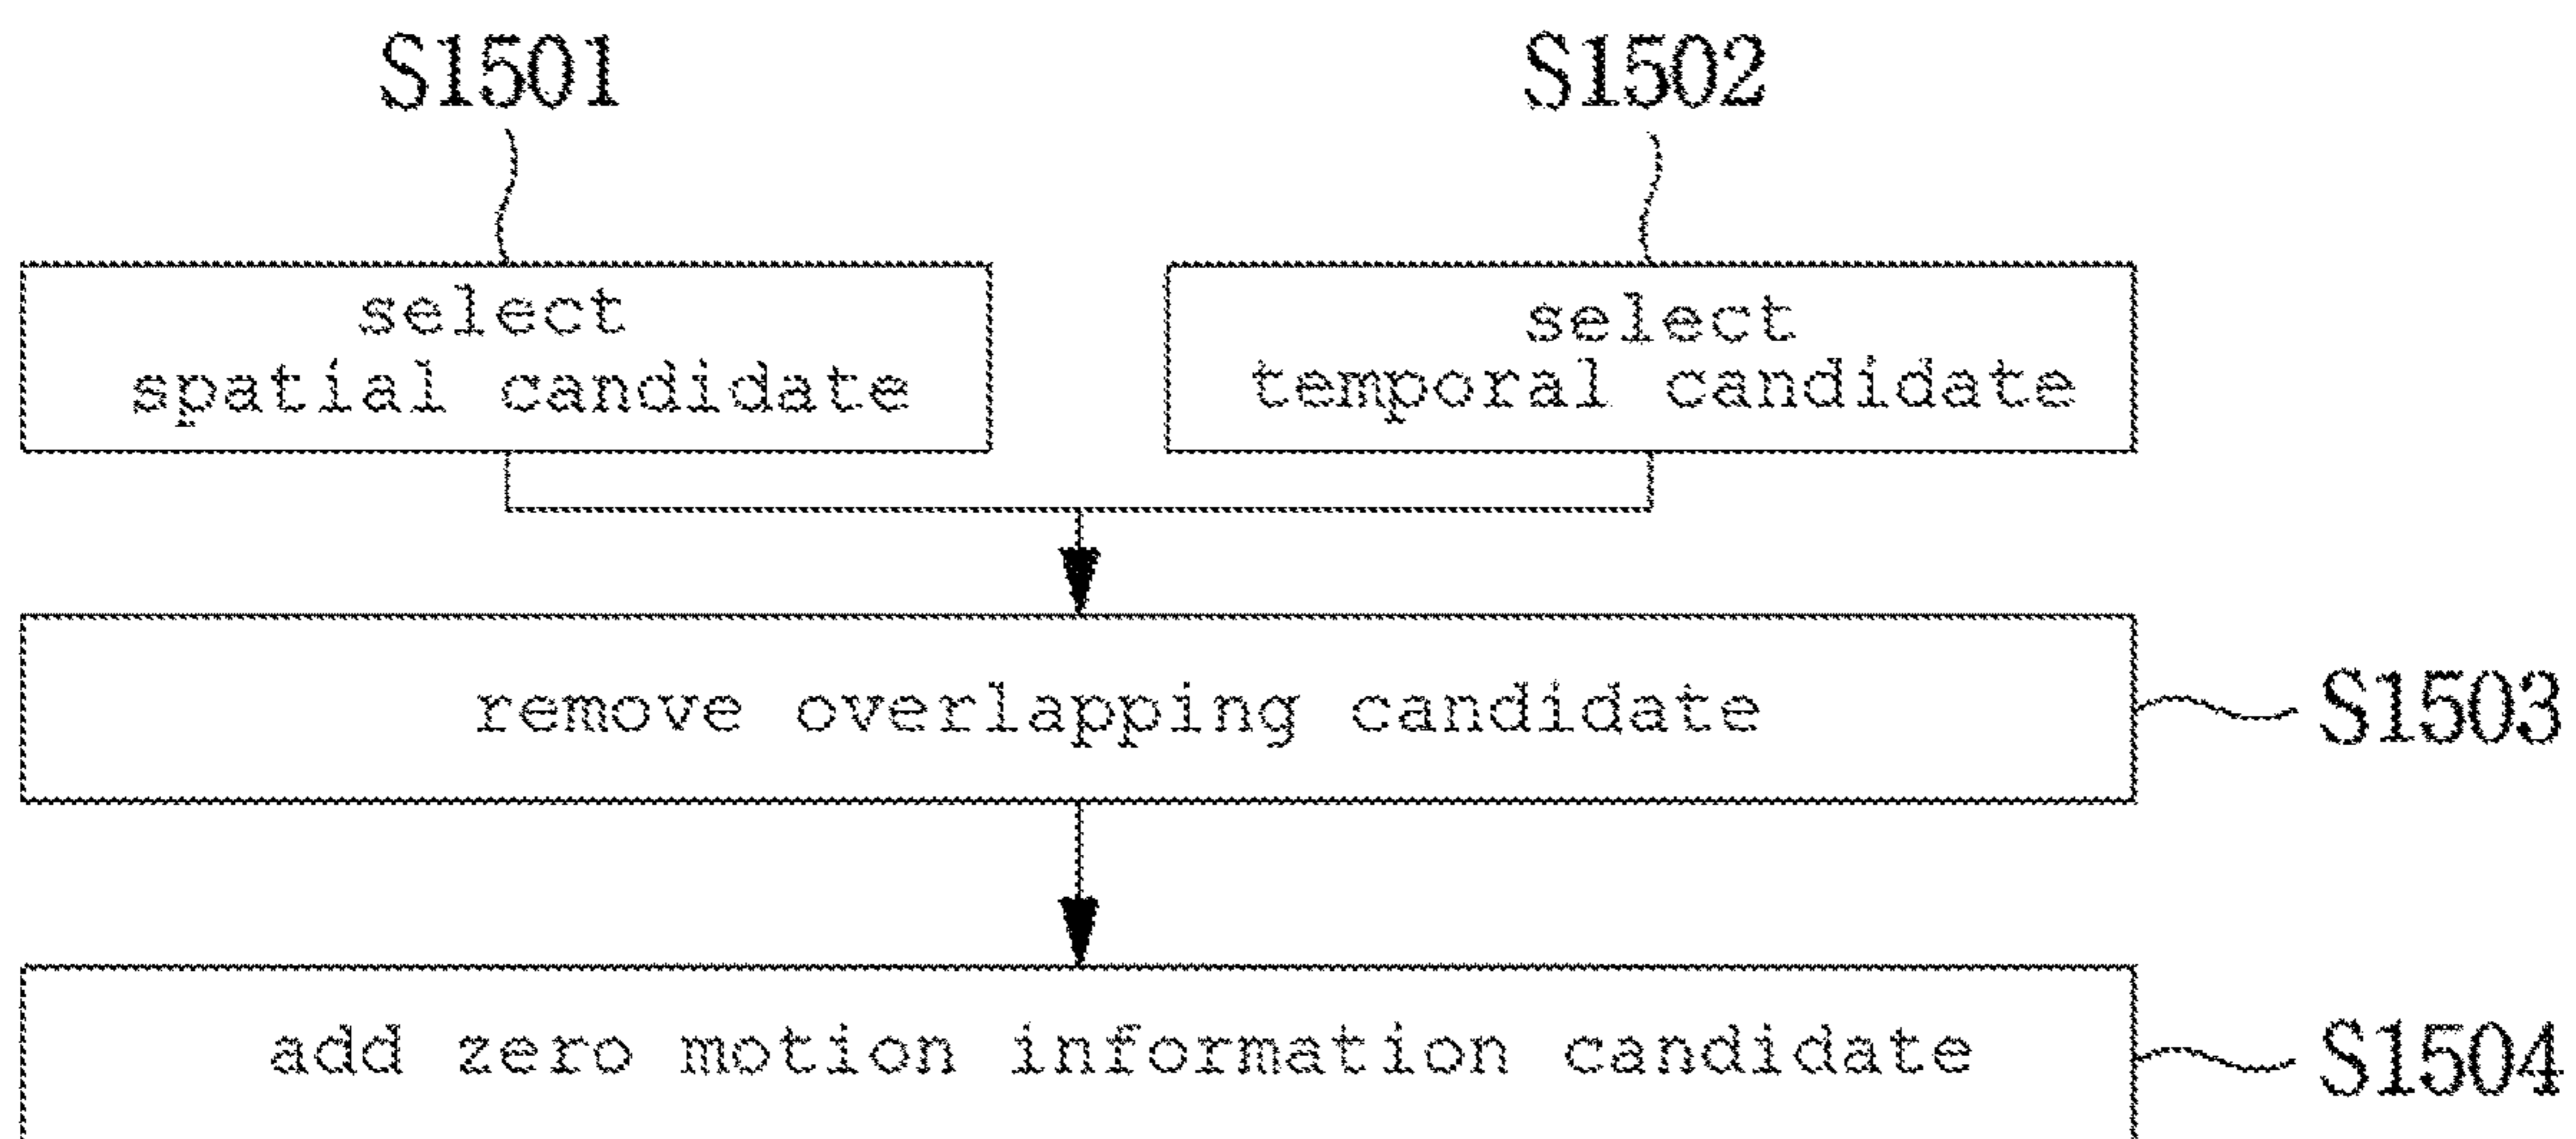 S1501
S1502
select
spatial candidate
select
temporal candidate
remove overlapping candidate
S1503
add zero motion information candidate
S1504